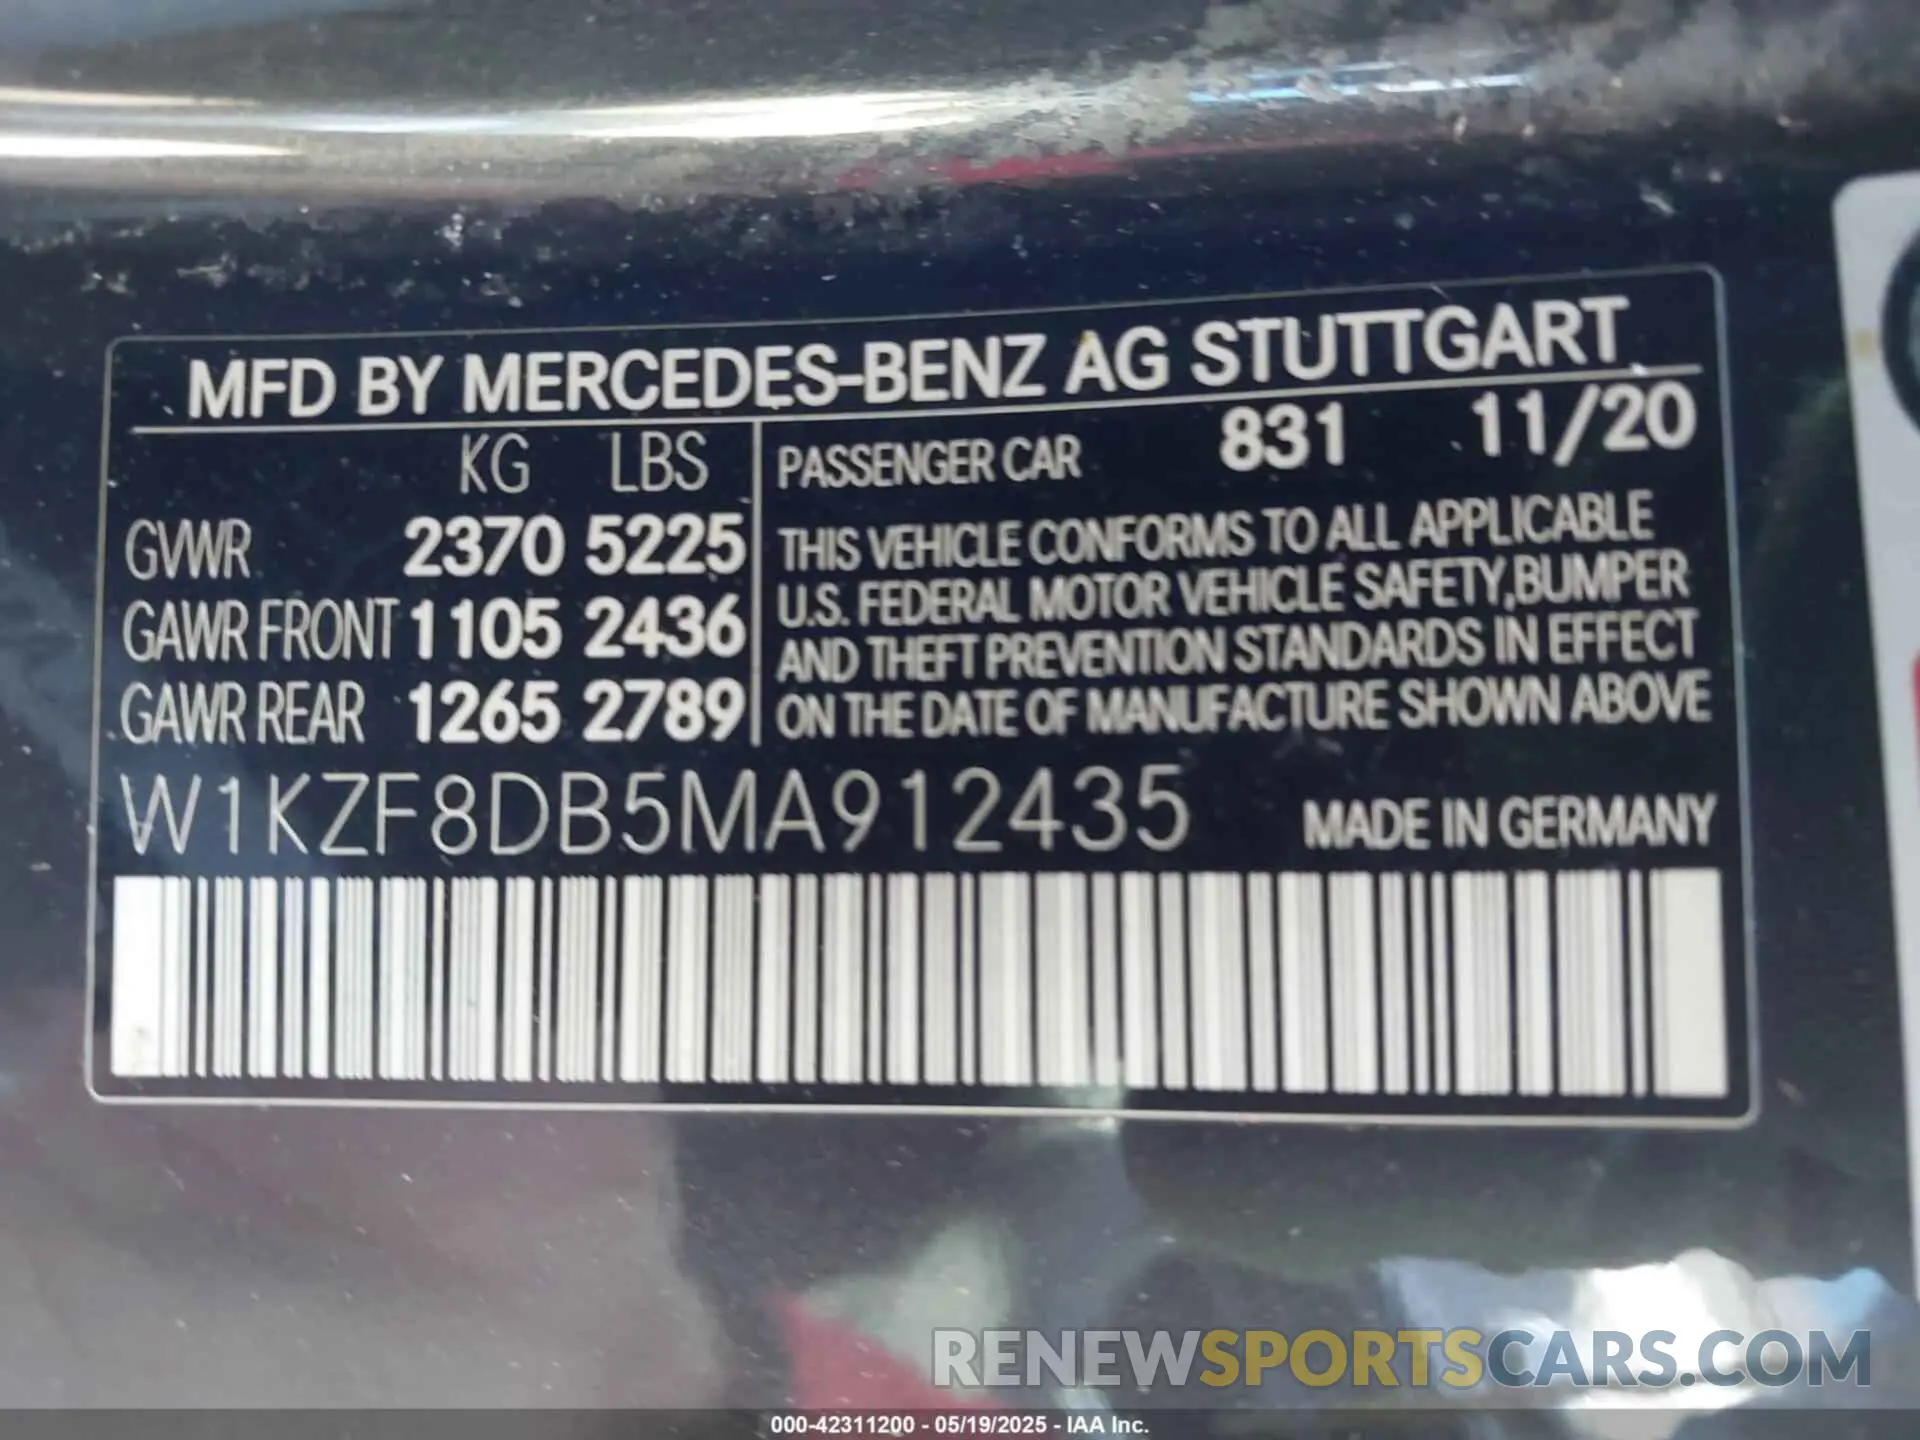 MFD BY MERCEDES-BENZ AG STUTTGART
KG LBS
GVWR 2370 5225
GAWR FRONT 1105 2436
GAWR REAR 1265 2789
PASSENGER CAR 831 11/20
THIS VEHICLE CONFORMS TO ALL APPLICABLE
U.S. FEDERAL MOTOR VEHICLE SAFETY,BUMPER
AND THEFT PREVENTION STANDARDS IN EFFECT
ON THE DATE OF MANUFACTURE SHOWN ABOVE
W1KZF8DB5MA912435 MADE IN GERMANY
RENEWSPORTSCARS.COM
000-42311200 - 05/19/2025 - IAA Inc.